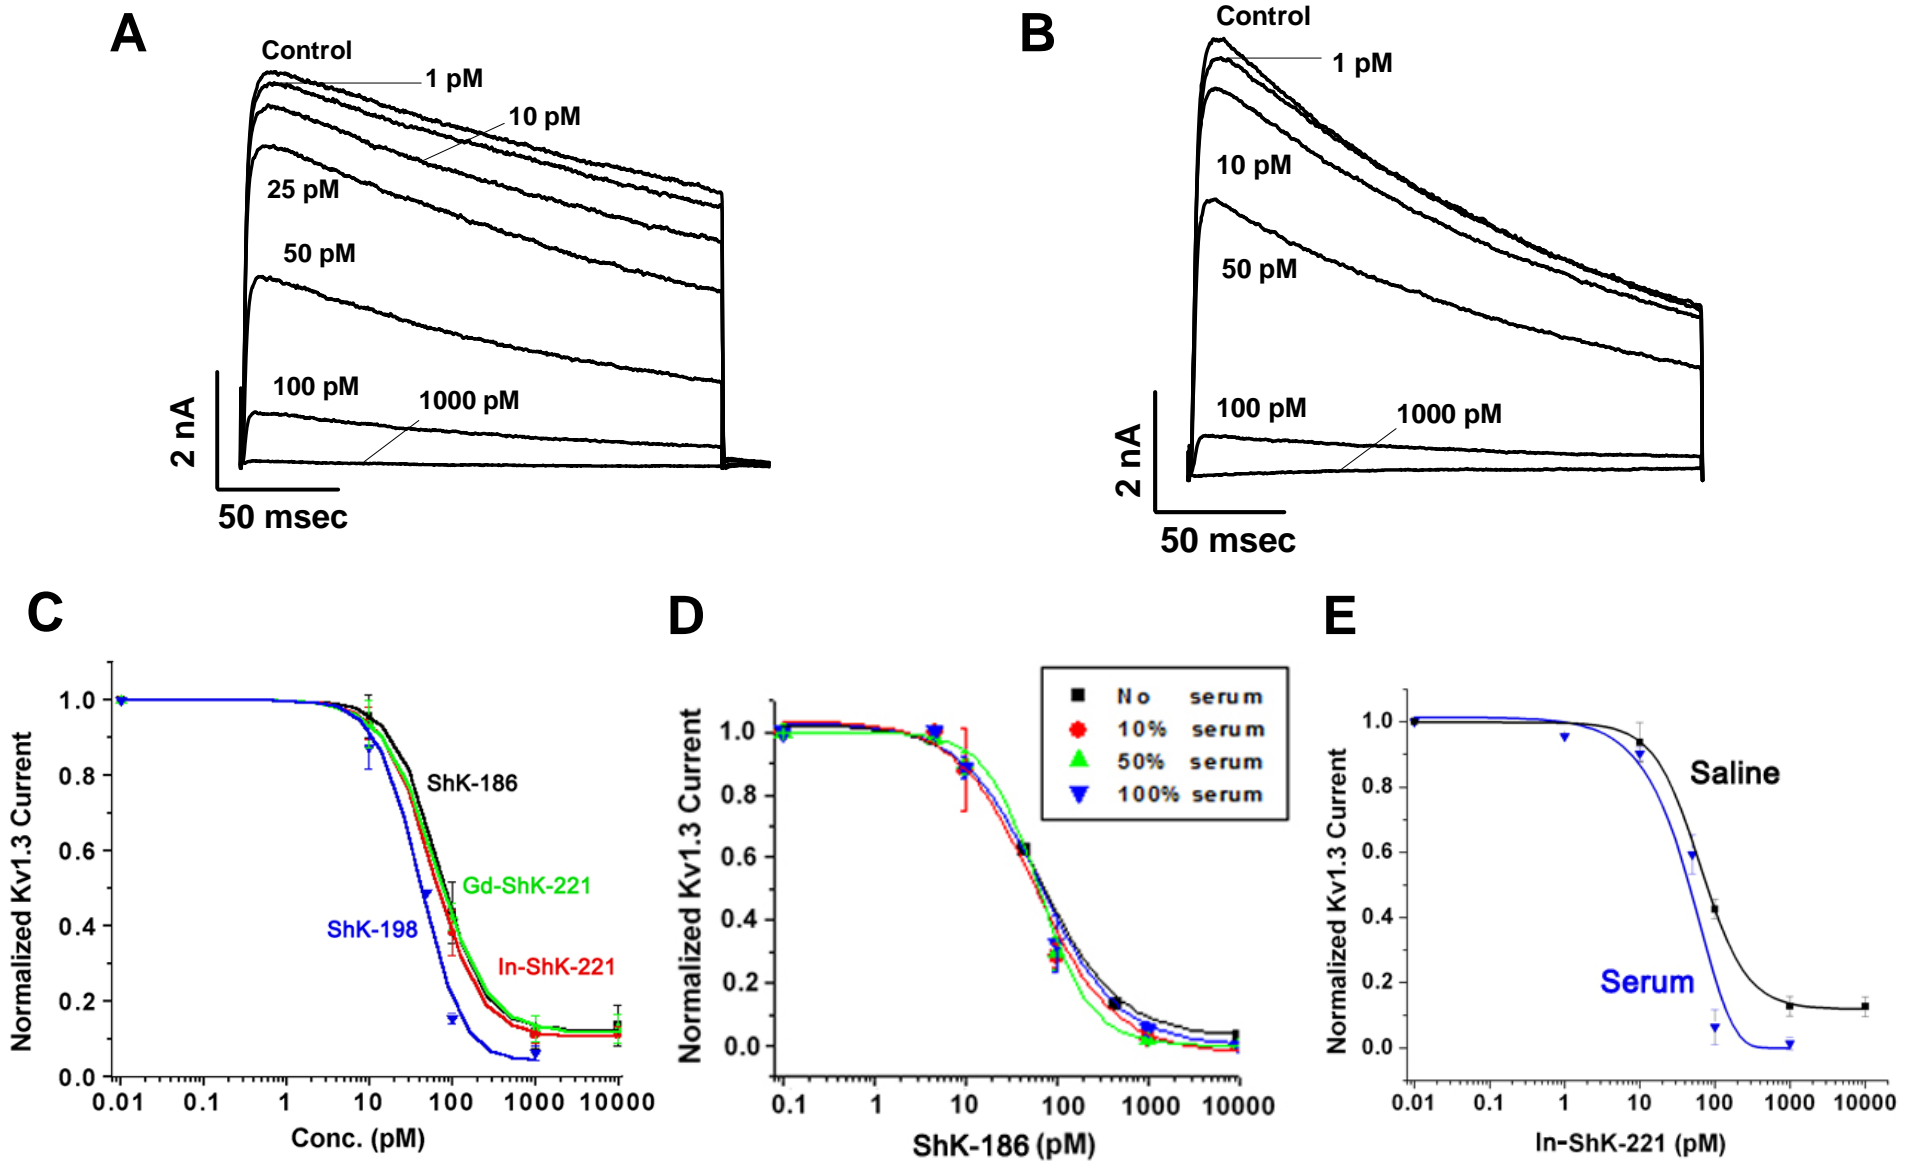 A
Control
1 pM
10 pM
25 pM
50 pM
100 pM
1000 pM
2 nA
50 msec
B
Control
1 pM
10 pM
50 pM
100 pM
1000 pM
2 nA
50 msec
C
Normalized Kv1.3 Current
1.0
0.8
0.6
0.4
0.2
0.0
ShK-186
Gd-ShK-221
ShK-198
In-ShK-221
0.01 0.1 1 10 100 1000 10000
Conc. (pM)
D
Normalized Kv1.3 Current
1.0
0.8
0.6
0.4
0.2
0.0
No serum
10% serum
50% serum
100% serum
0.1 1 10 100 1000 10000
ShK-186 (pM)
E
Normalized Kv1.3 Current
1.0
0.8
0.6
0.4
0.2
0.0
Saline
Serum
0.01 0.1 1 10 100 1000 10000
In-ShK-221 (pM)